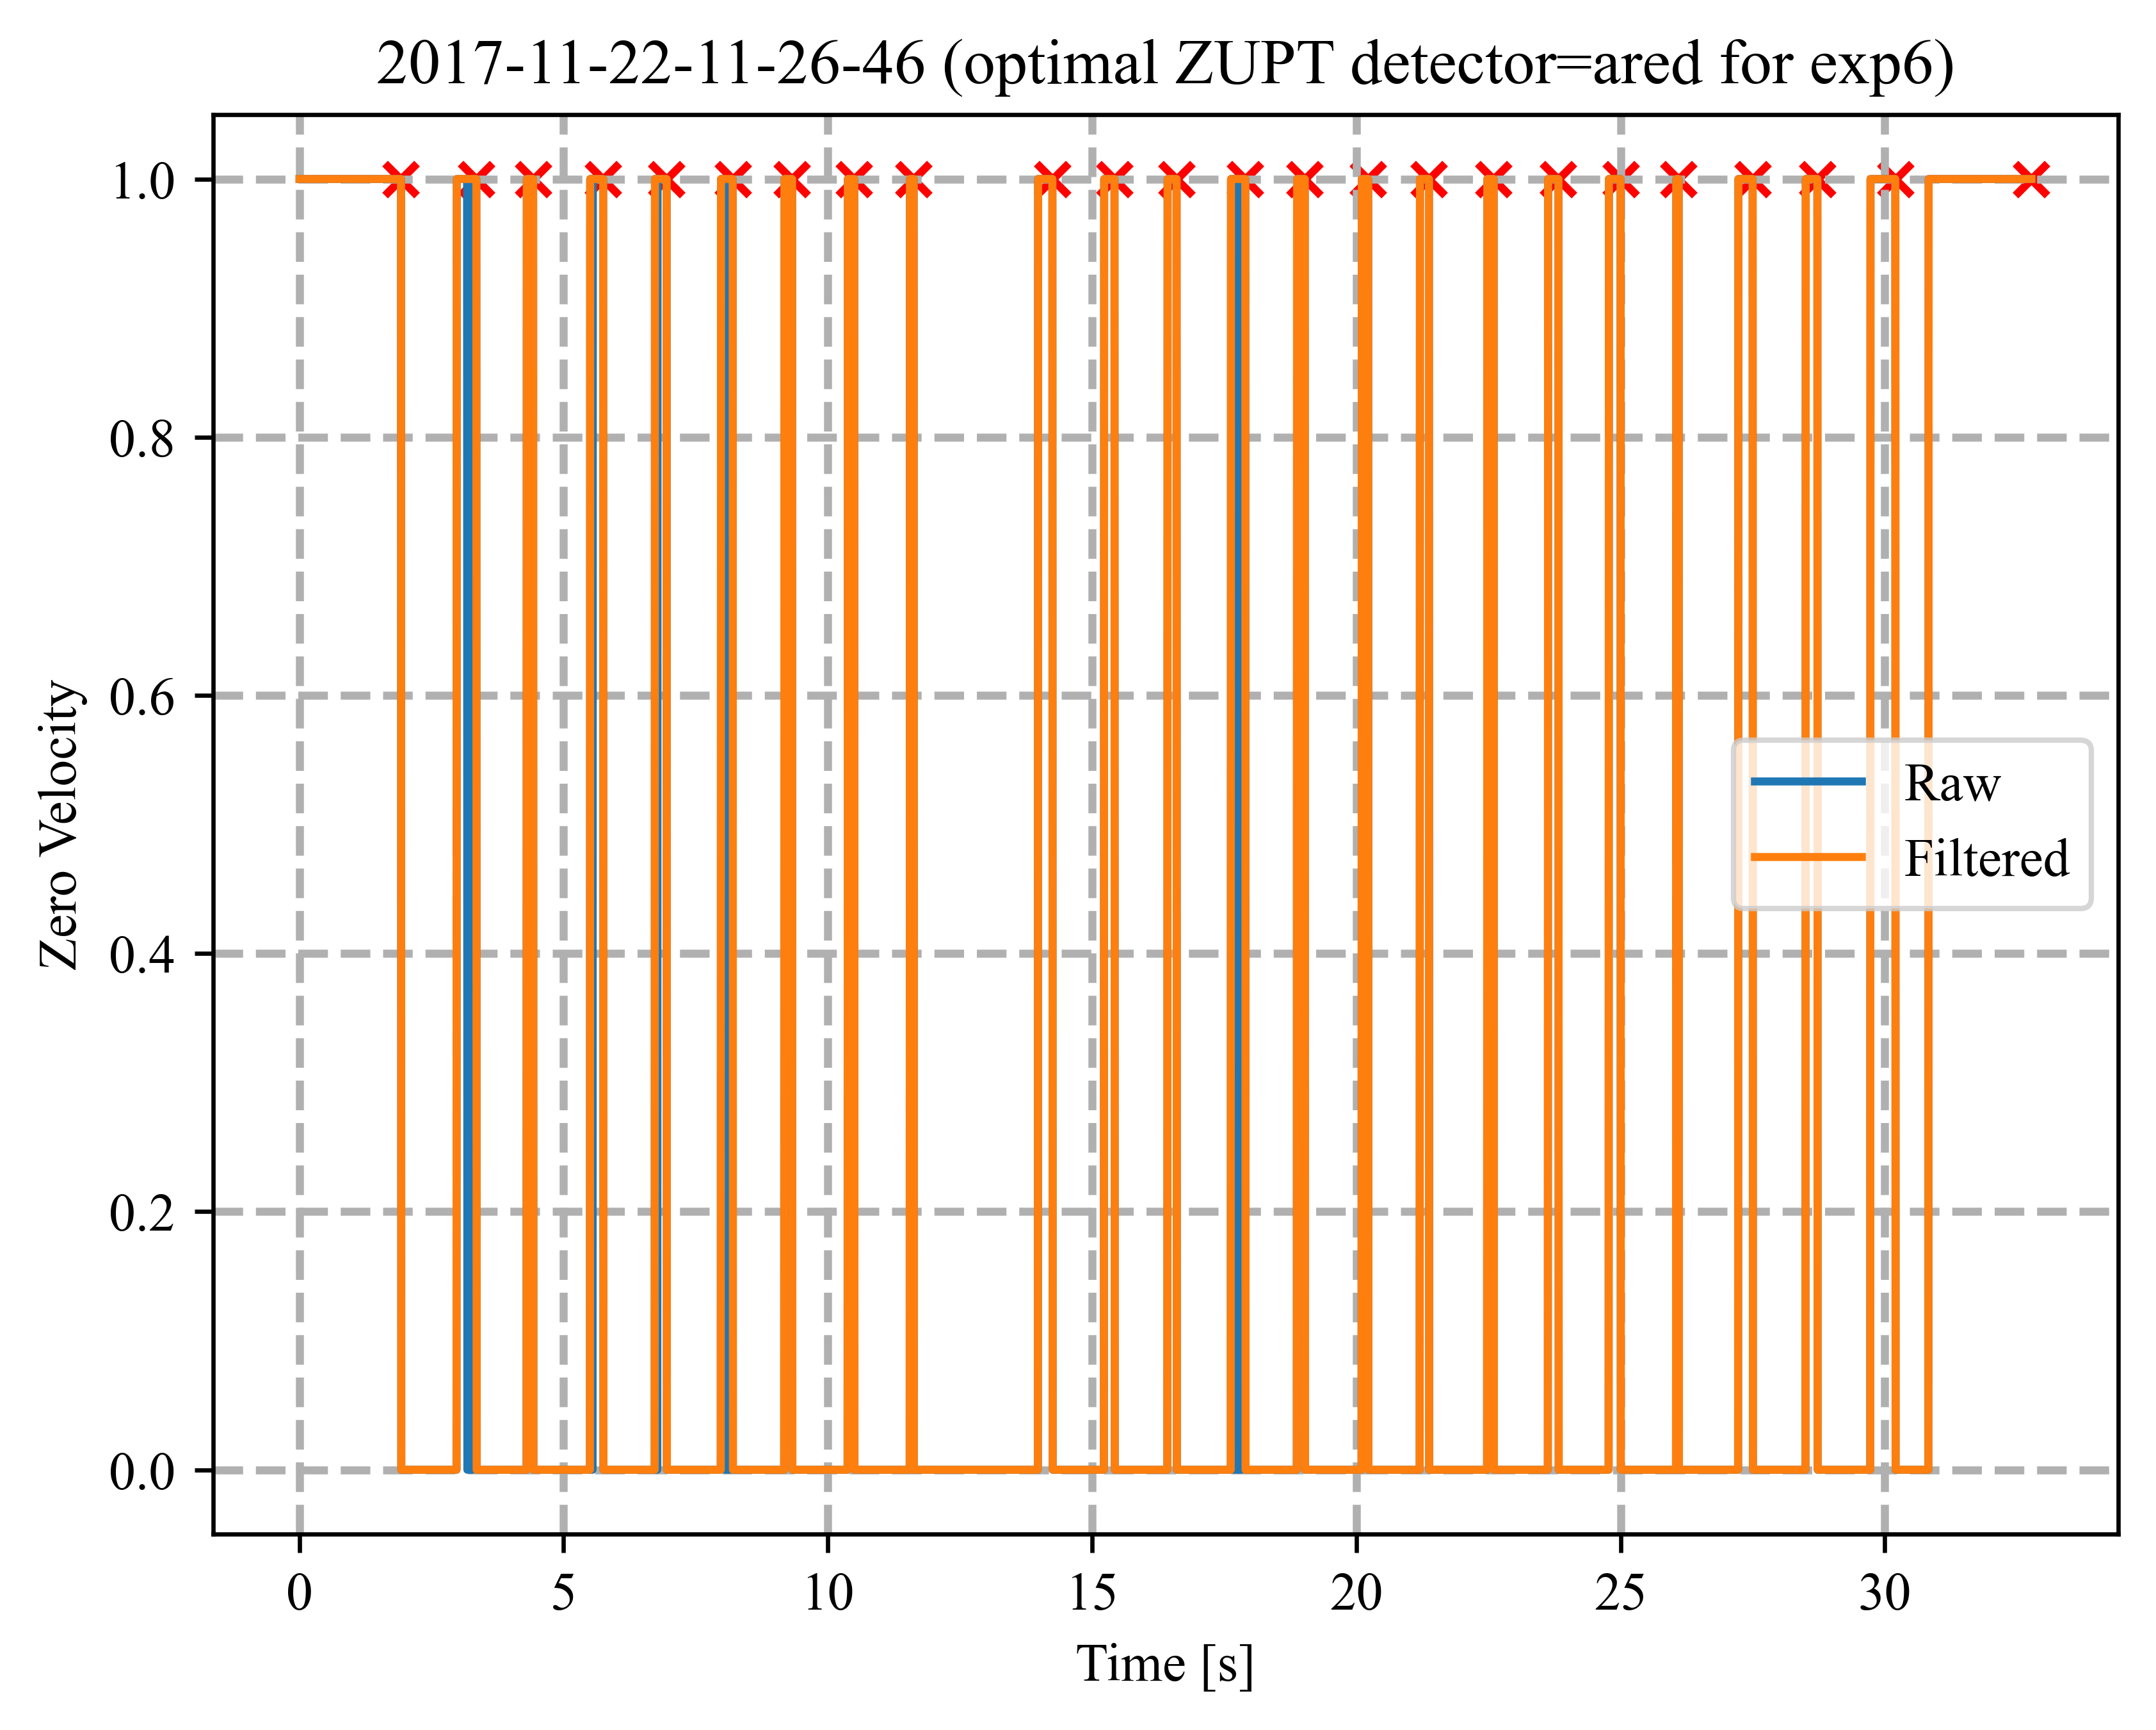 2017-11-22-11-26-46 (optimal ZUPT detector=ared for exp6)
1.0
0.8
0.6
0.4
0.2
0.0
Zero Velocity
Raw
Filtered
0 5 10 15 20 25 30
Time [s]